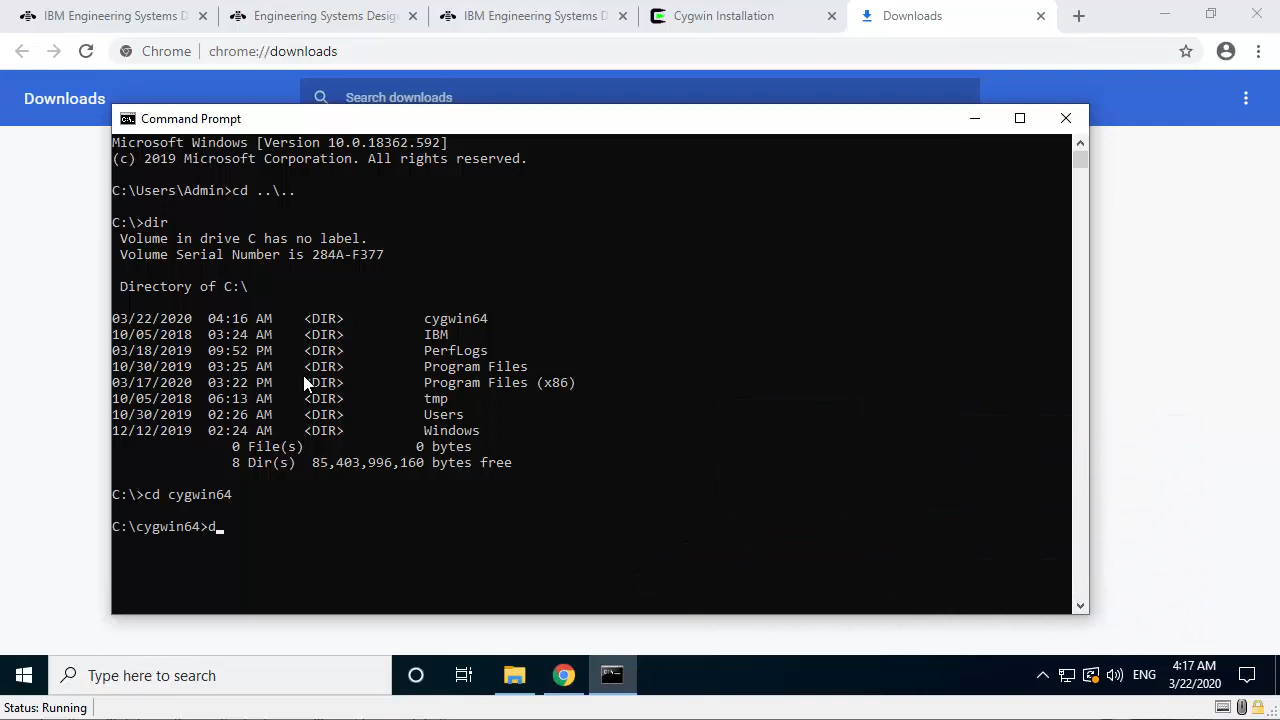 IBM Engineering Systems D
Engineering Systems Desig
IBM Engineering Systems D
Cygwin Installation
Downloads
Chrome
chrome://downloads
Downloads
Search downloads
Command Prompt
Microsoft Windows [Version 10.0.18362.592]
(c) 2019 Microsoft Corporation. All rights reserved.
C:\Users\Admin>cd ..\..
C:\>dir
Volume in drive C has no label.
Volume Serial Number is 284A-F377
Directory of C:\
03/22/2020 04:16 AM <DIR> cygwin64
10/05/2018 03:24 AM <DIR> IBM
03/18/2019 09:52 PM <DIR> PerfLogs
10/30/2019 03:25 AM <DIR> Program Files
03/17/2020 03:22 PM <DIR> Program Files (x86)
10/05/2018 06:13 AM <DIR> tmp
10/30/2019 02:26 AM <DIR> Users
12/12/2019 02:24 AM <DIR> Windows
0 File(s) 0 bytes
8 Dir(s) 85,403,996,160 bytes free
C:\>cd cygwin64
C:\cygwin64>d_
Type here to search
ENG
4:17 AM
3/22/2020
Status: Running